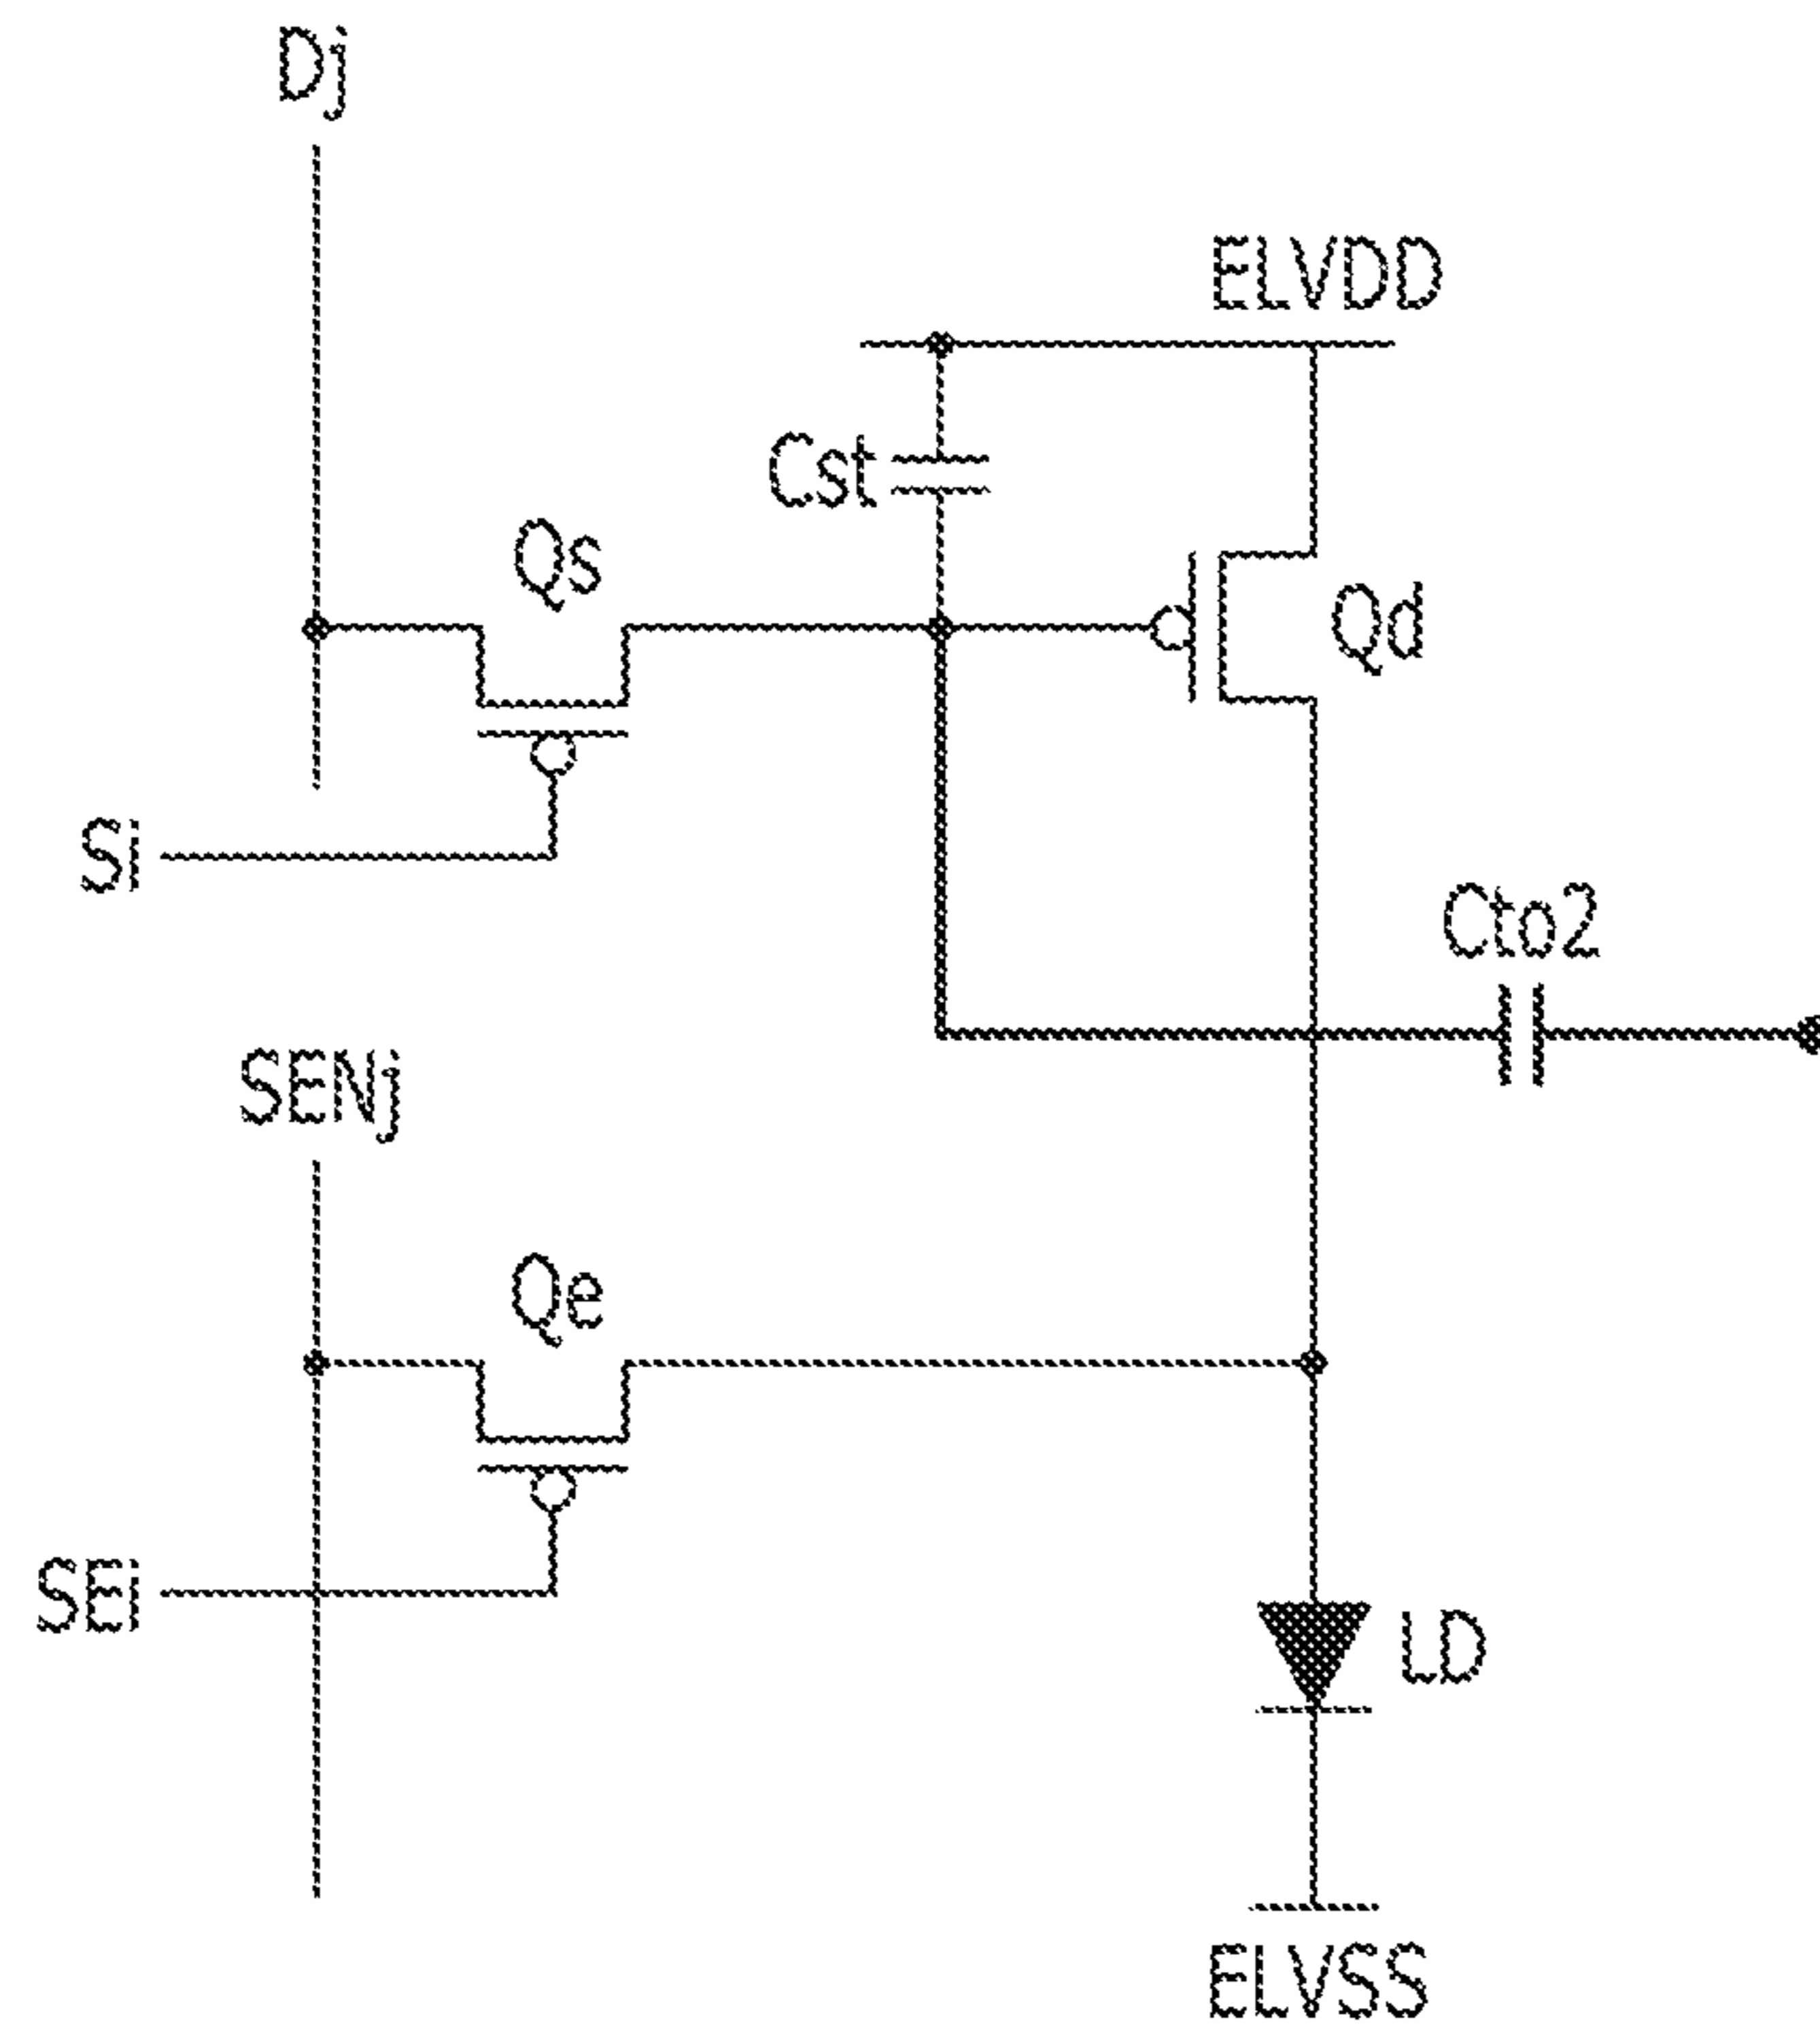 Dj
ELVDD
Cst
Qs
Qd
Si
Cto2
SENj
Qe
SEi
LD
ELVSS